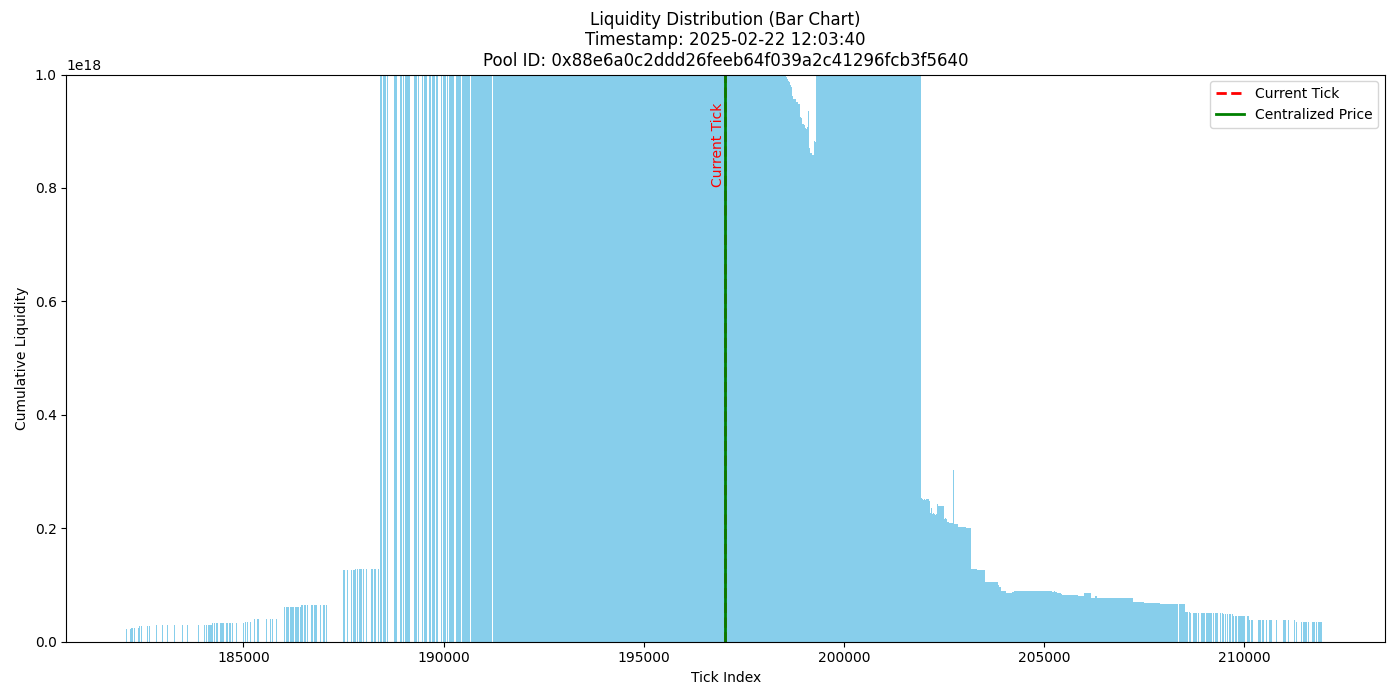 Liquidity Distribution (Bar Chart)
Timestamp: 2025-02-22 12:03:40
Pool ID: 0x88e6a0c2ddd26feeb64f039a2c41296fcb3f5640
1e18
1.0
0.8
0.6
0.4
0.2
0.0
Cumulative Liquidity
Current Tick
Current Tick
Centralized Price
185000
190000
195000
200000
205000
210000
Tick Index